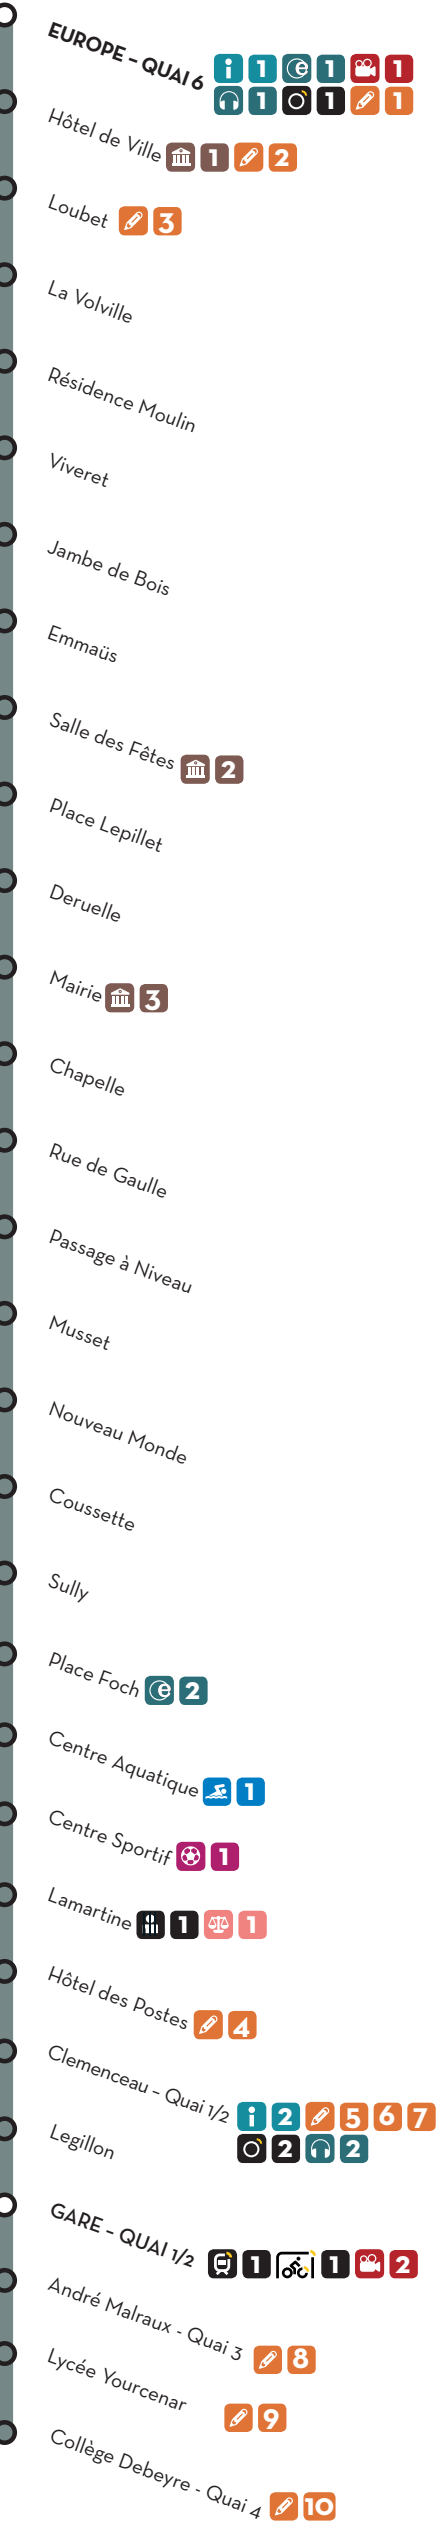 EUROPE – QUAI 6 i 1 e 1 1
1 1 1
Hôtel de Ville 1 2
Loubet 3
La Volville
Résidence Moulin
Viveret
Jambe de Bois
Emmaüs
Salle des Fêtes 2
Place Lepillet
Deruelle
Mairie 3
Chapelle
Rue de Gaulle
Passage à Niveau
Musset
Nouveau Monde
Coussette
Sully
Place Foch e 2
Centre Aquatique 1
Centre Sportif 1
Lamartine 1 1
Hôtel des Postes 4
Clemenceau – Quai 1/2 i 2 5 6 7
2 2
Legillon
GARE – QUAI 1/2 1 1 2
André Malraux - Quai 3 8
Lycée Yourcenar 9
Collège Debeyre - Quai 4 10